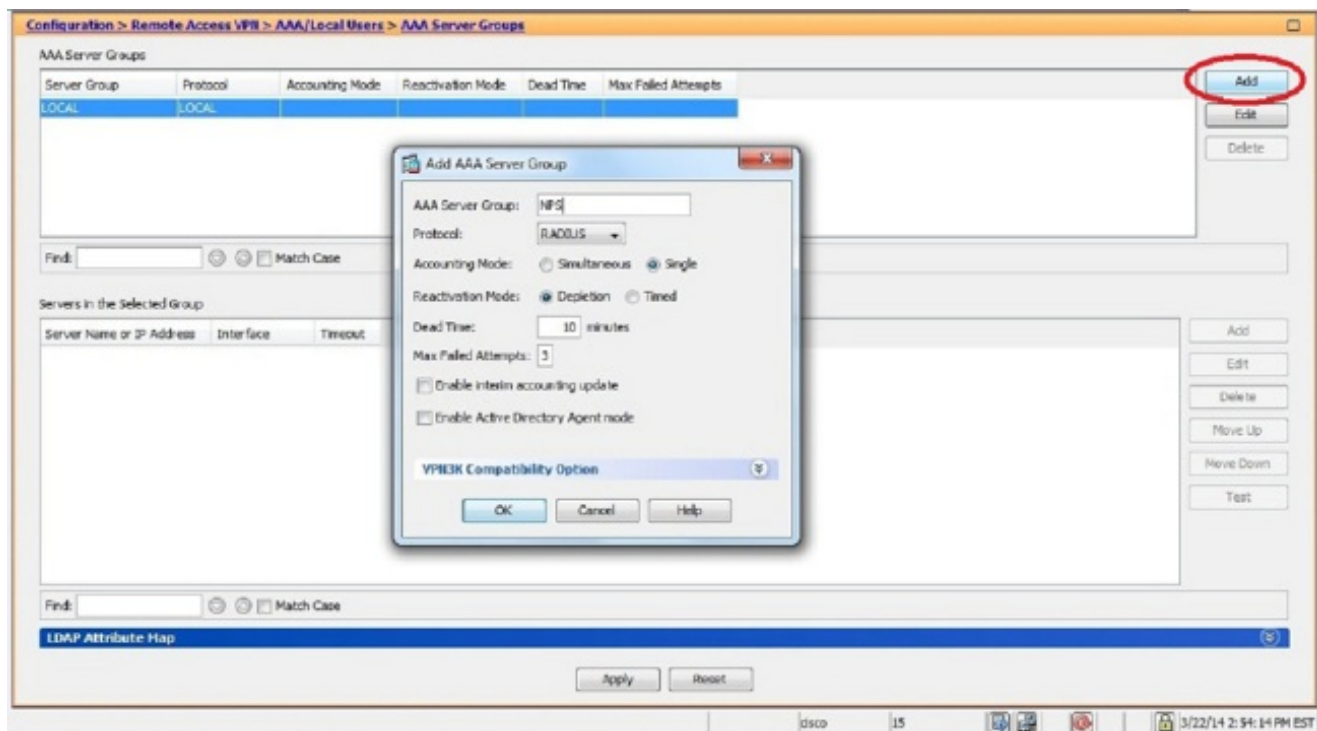 Configuration > Remote Access VPN > AAA/Local Users > AAA Server Groups
AAA Server Groups
Server Group Protocol Accounting Mode Reactivation Mode Dead Time Max Failed Attempts
LOCAL LOCAL
Add
Edit
Delete
Find: Match Case
Add AAA Server Group
AAA Server Group: NPS
Protocol: RADIUS
Accounting Mode: Simultaneous Single
Reactivation Mode: Depletion Timed
Dead Time: 10 minutes
Max Failed Attempts: 3
Enable interim accounting update
Enable Active Directory Agent mode
VPN3K Compatibility Option
OK Cancel Help
Servers in the Selected Group
Server Name or IP Address Interface Timeout
Add
Edit
Delete
Move Up
Move Down
Test
Find: Match Case
LDAP Attribute Map
Apply Reset
cisco 15 3/22/14 2:54:14 PM EST